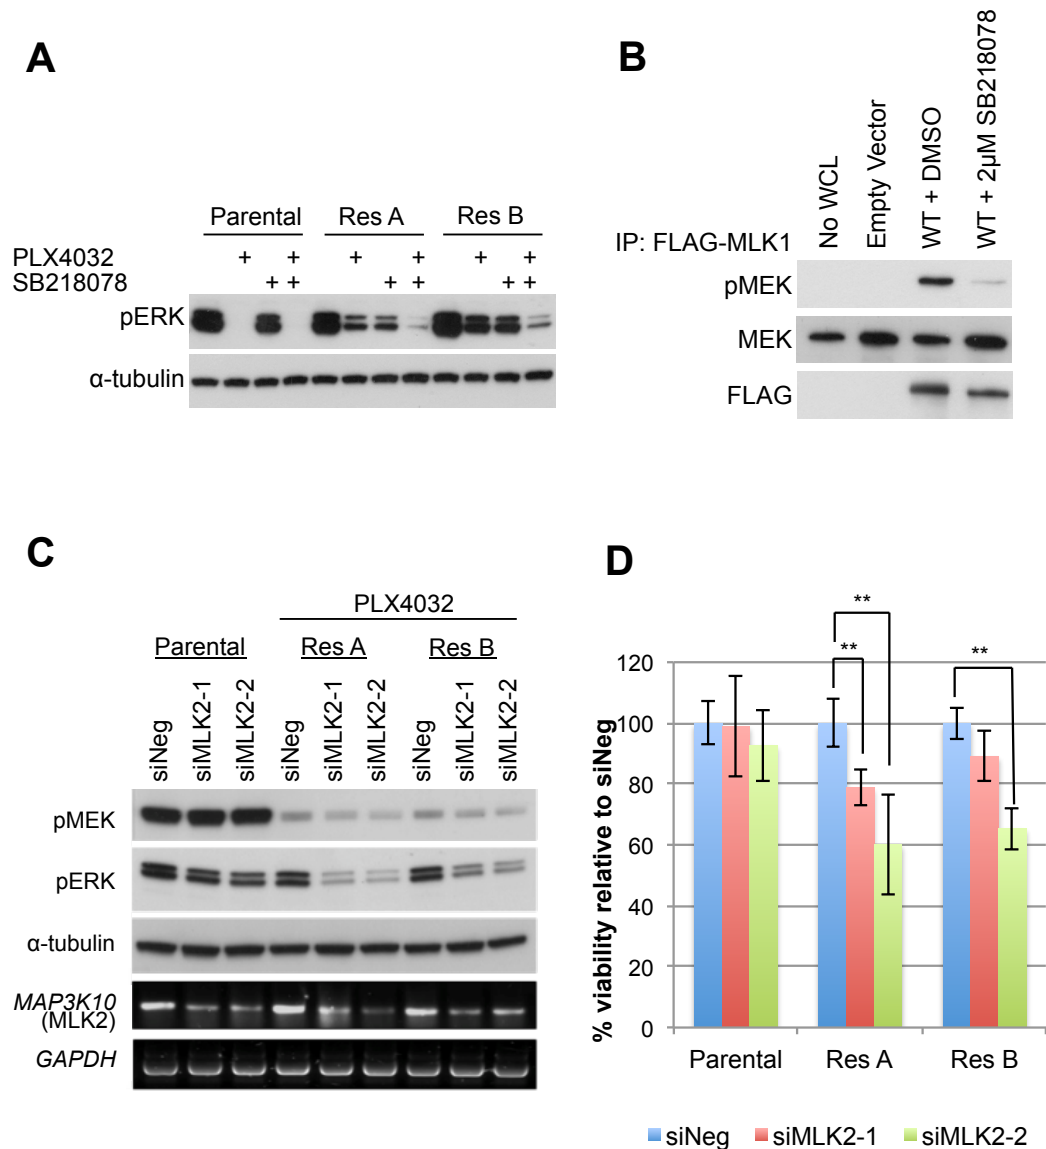 A
Parental Res A Res B
PLX4032 + + + + + +
SB218078 + + + + + +
pERK
α-tubulin
B
No WCL
Empty Vector
WT + DMSO
WT + 2µM SB218078
IP: FLAG-MLK1
pMEK
MEK
FLAG
C
PLX4032
Parental Res A Res B
siNeg
siMLK2-1
siMLK2-2
siNeg
siMLK2-1
siMLK2-2
siNeg
siMLK2-1
siMLK2-2
pMEK
pERK
α-tubulin
MAP3K10
(MLK2)
GAPDH
D
% viability relative to siNeg
120
100
80
60
40
20
0
**
**
**
Parental Res A Res B
siNeg siMLK2-1 siMLK2-2